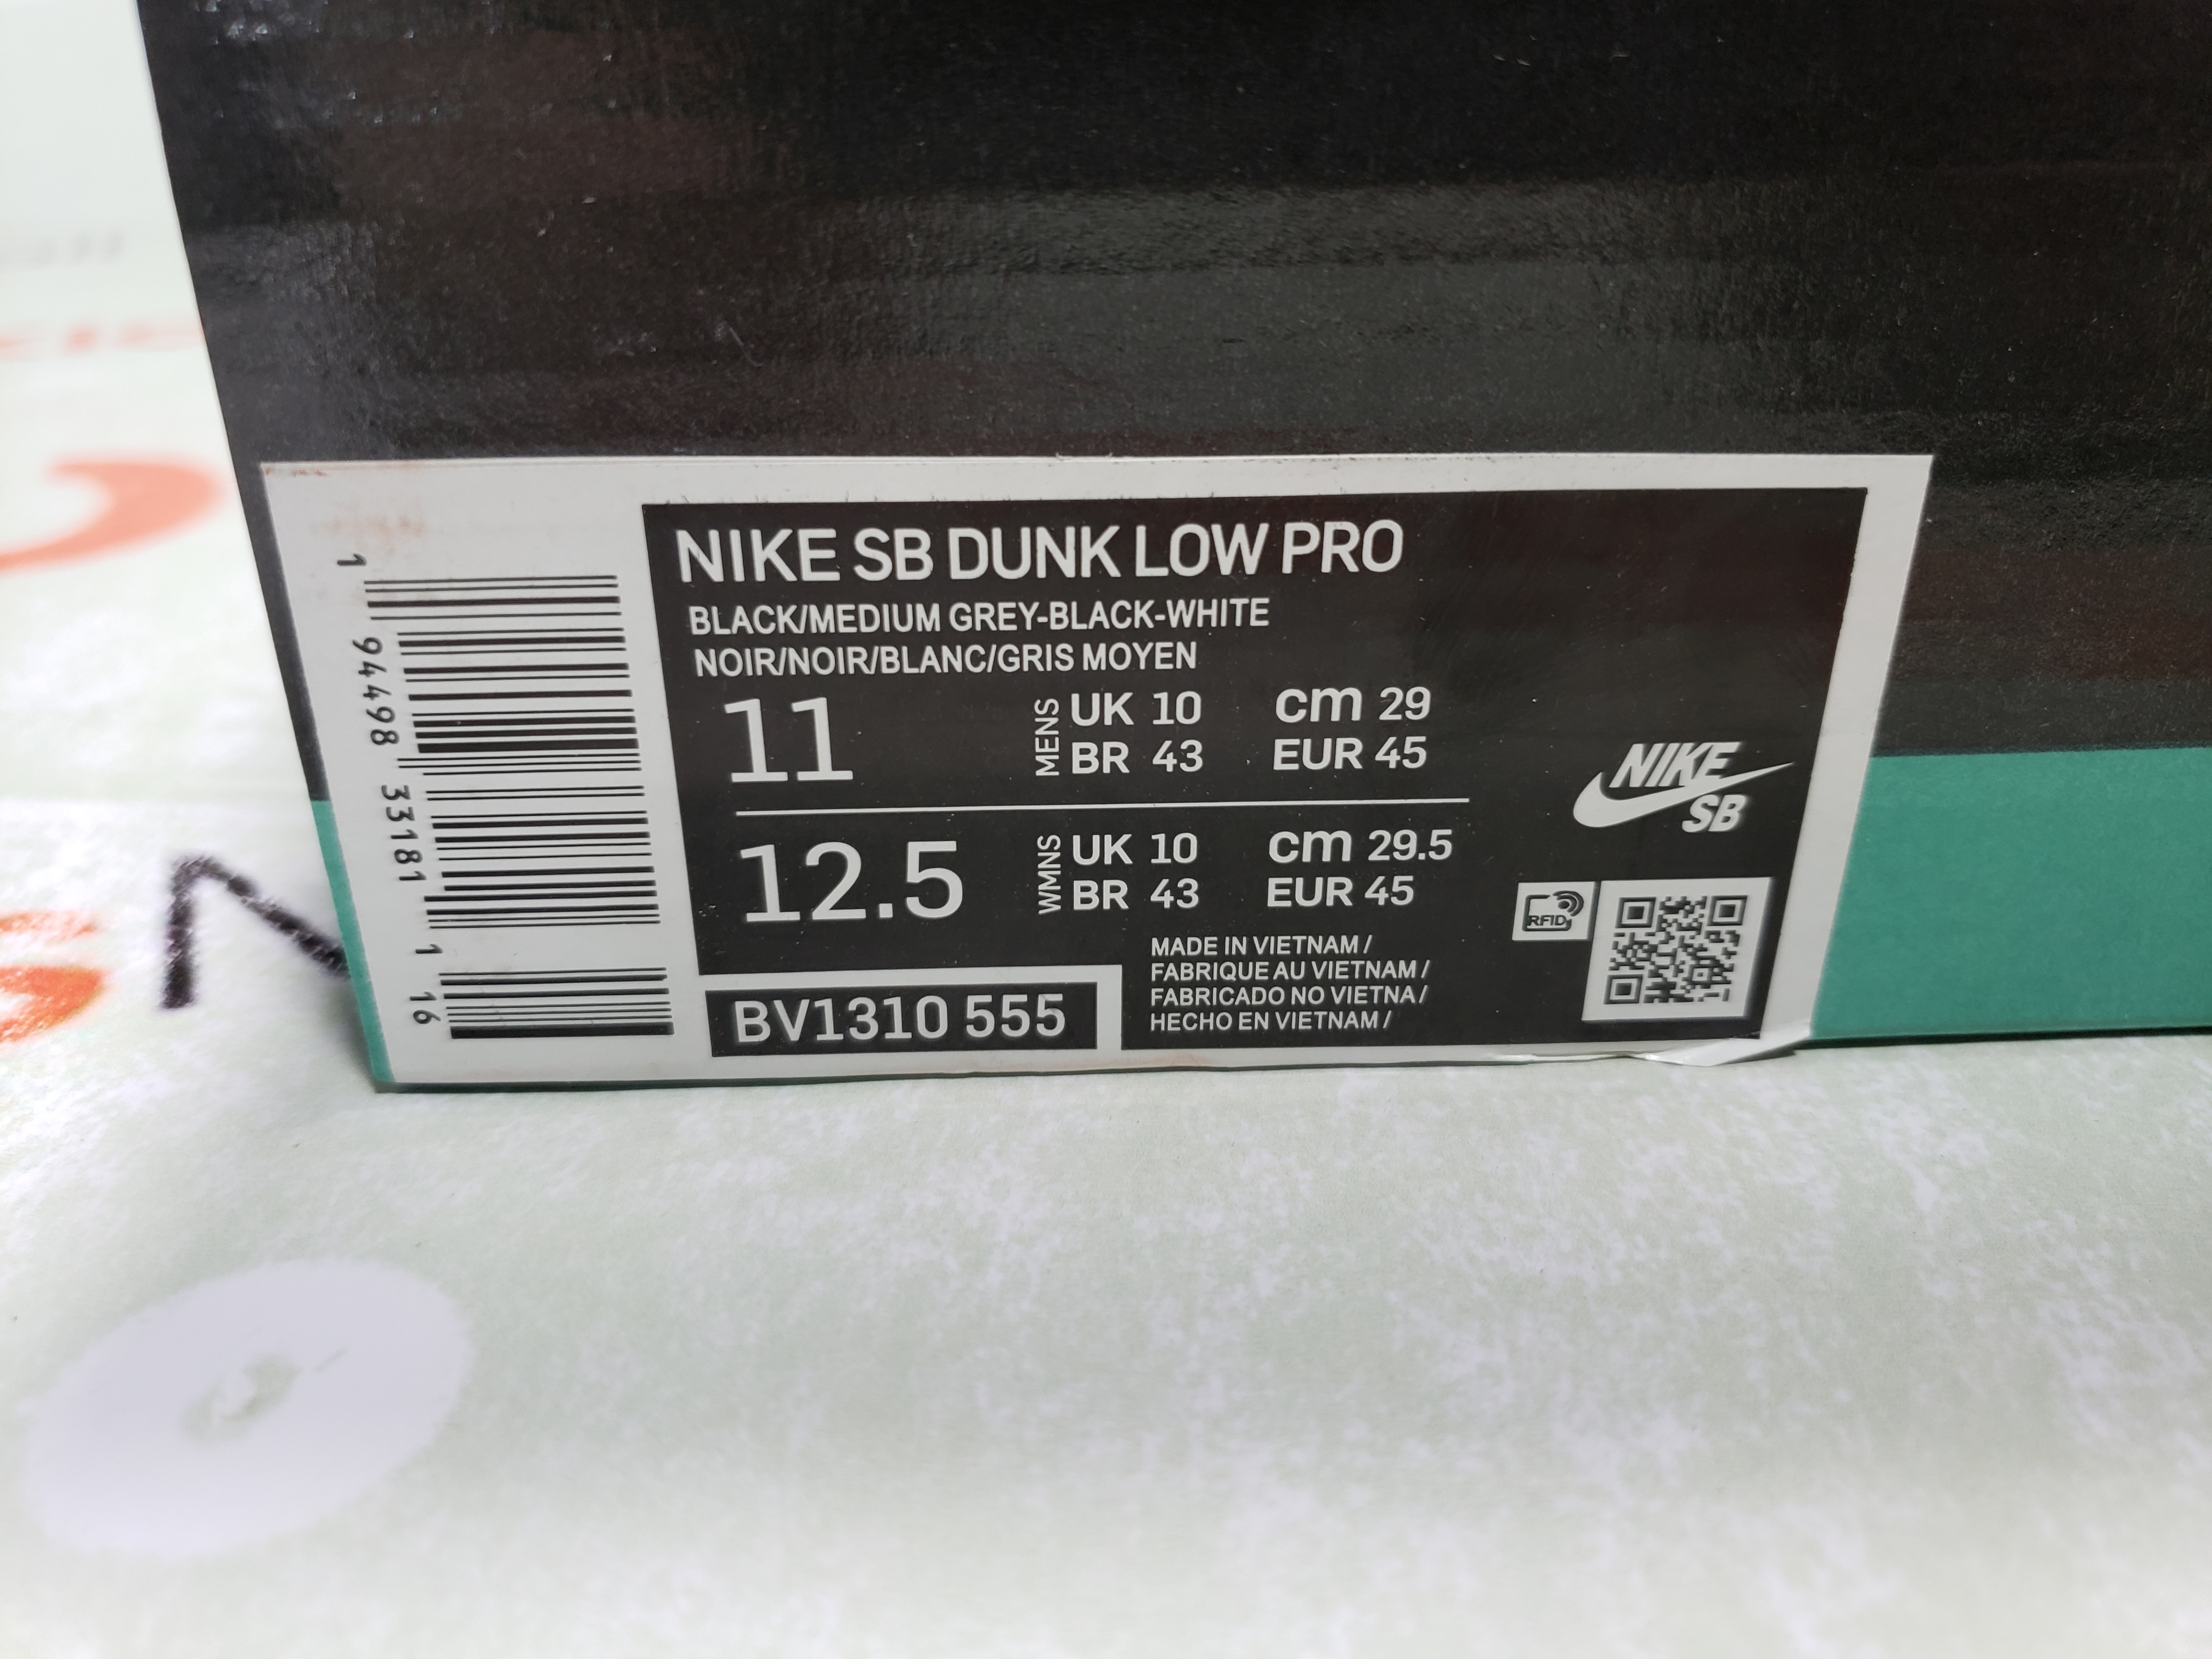 NIKE SB DUNK LOW PRO
BLACK/MEDIUM GREY-BLACK-WHITE
NOIR/NOIR/BLANC/GRIS MOYEN
11 MENS UK 10 cm 29
BR 43 EUR 45
12.5 WMNS UK 10 cm 29.5
BR 43 EUR 45
NIKE
SB
RFID
MADE IN VIETNAM /
FABRIQUE AU VIETNAM /
FABRICADO NO VIETNA /
HECHO EN VIETNAM /
BV1310 555
1 94498 33181 1 16